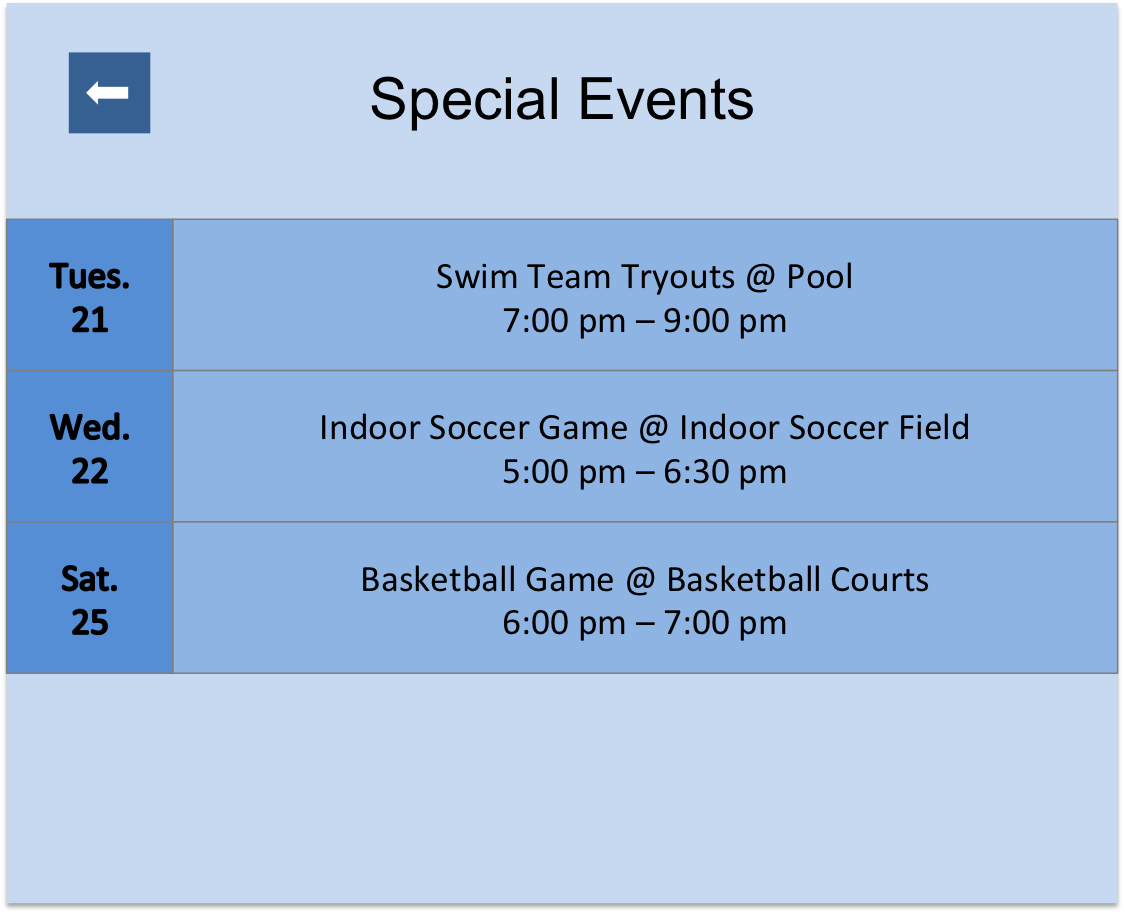 Special Events
Tues.
21
Swim Team Tryouts @ Pool
7:00 pm – 9:00 pm
Wed.
22
Indoor Soccer Game @ Indoor Soccer Field
5:00 pm – 6:30 pm
Sat.
25
Basketball Game @ Basketball Courts
6:00 pm – 7:00 pm